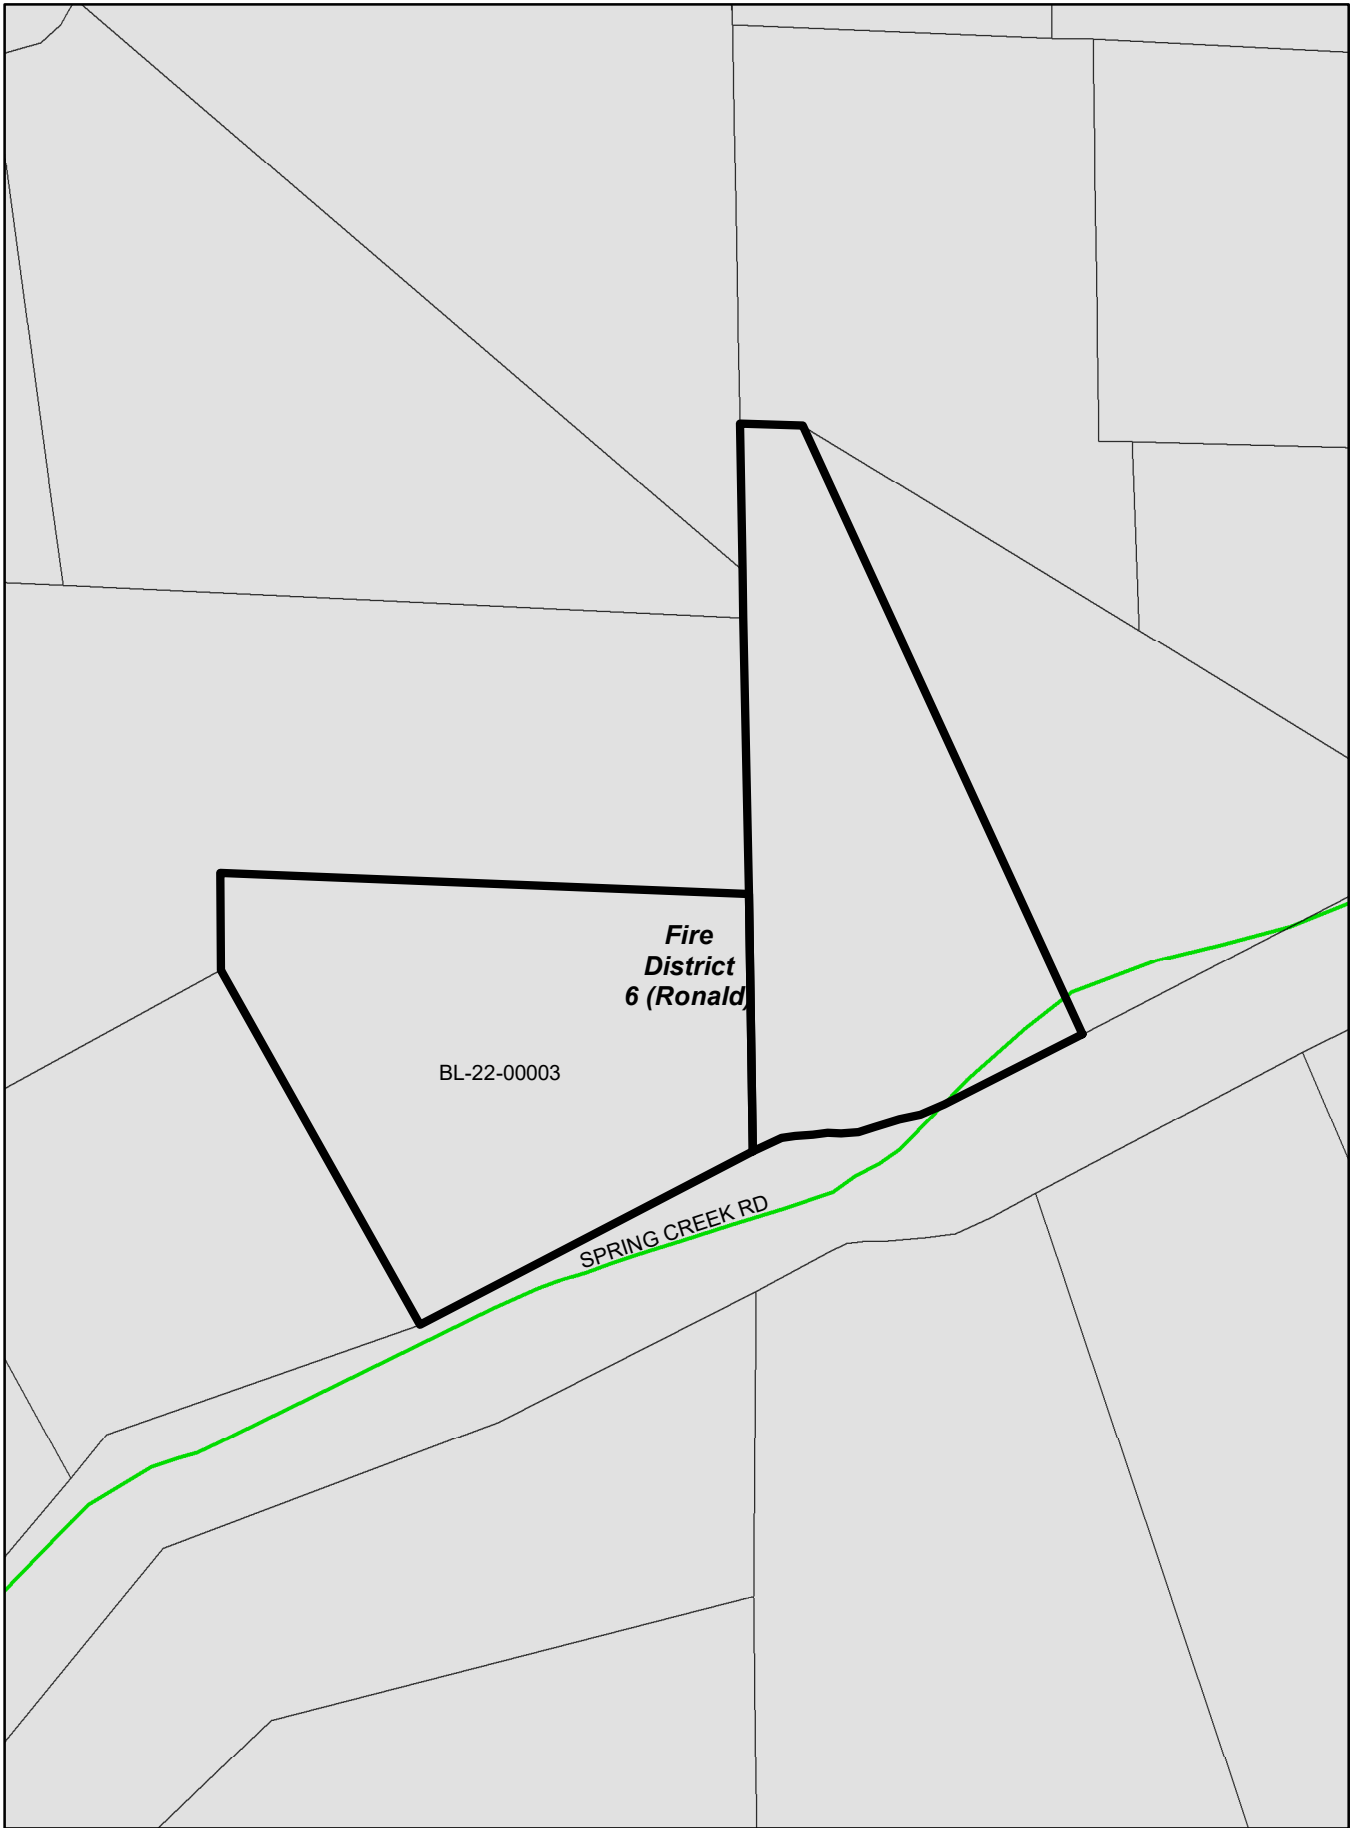 Fire
District
6 (Ronald)
BL-22-00003
SPRING CREEK RD